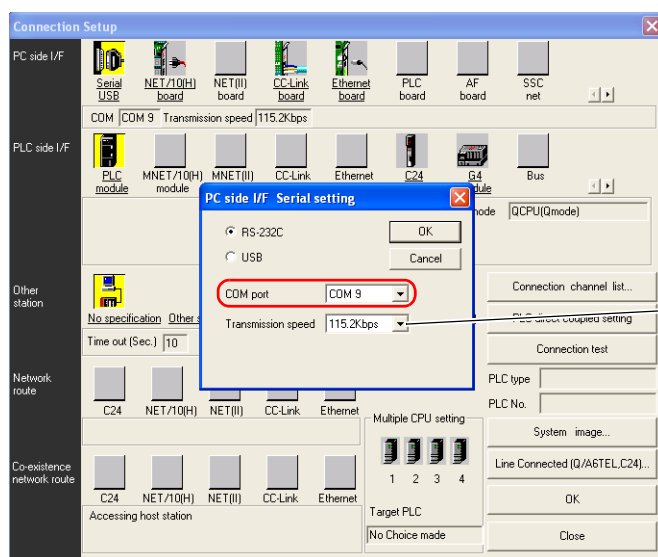 Connection Setup
PC side I/F
Serial USB
NET/10(H) board
NET(II) board
CC-Link board
Ethernet board
PLC board
AF board
SSC net
COM COM 9 Transmission speed 115.2Kbps
PLC side I/F
PLC module
MNET/10(H) module
MNET(II)
CC-Link
Ethernet
C24
G4
Bus
QCPU(Qmode)
PC side I/F Serial setting
RS-232C
USB
OK
Cancel
COM port COM 9
Transmission speed 115.2Kbps
Other station
No specification Other
Time out (Sec.) 10
Connection channel list...
PLC direct coupled setting
Connection test
PLC type
PLC No.
System image...
Line Connected (Q/A6TEL,C24)...
OK
Close
Network route
C24 NET/10(H) NET(II) CC-Link Ethernet
Multiple CPU setting
1 2 3 4
Target PLC
No Choice made
Co-existence network route
C24 NET/10(H) NET(II) CC-Link Ethernet
Accessing host station